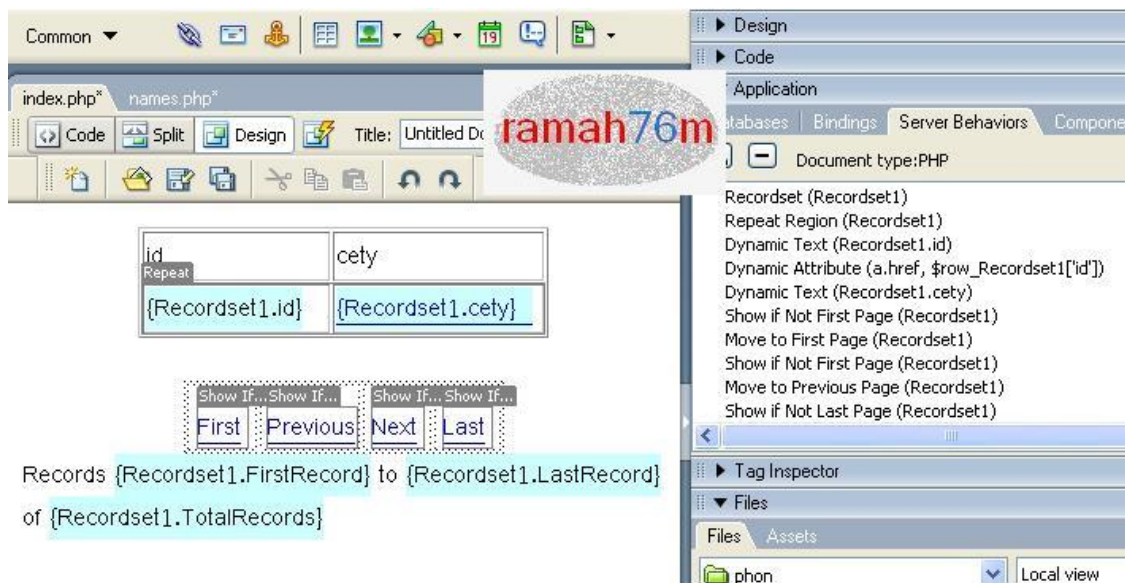 Common
19
Design
Code
Application
index.php* names.php*
Code Split Design Title: Untitled
ramah76m
Bindings Server Behaviors
Document type:PHP
Recordset (Recordset1)
Repeat Region (Recordset1)
Dynamic Text (Recordset1.id)
Dynamic Attribute (a.href, $row_Recordset1['id'])
Dynamic Text (Recordset1.cety)
Show if Not First Page (Recordset1)
Move to First Page (Recordset1)
Show if Not First Page (Recordset1)
Move to Previous Page (Recordset1)
Show if Not Last Page (Recordset1)
id cety
Repeat
{Recordset1.id} {Recordset1.cety}
Show If... Show If... Show If... Show If...
First Previous Next Last
Records {Recordset1.FirstRecord} to {Recordset1.LastRecord}
of {Recordset1.TotalRecords}
Tag Inspector
Files
Files Assets
phon Local view